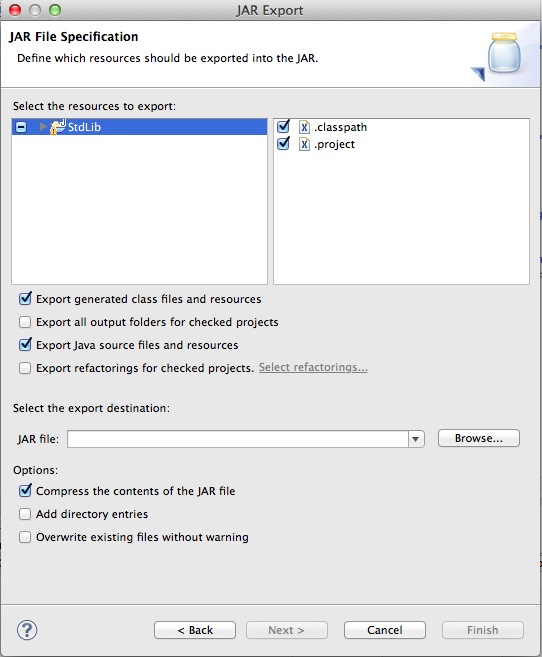 JAR Export
JAR File Specification
Define which resources should be exported into the JAR.
Select the resources to export:
StdLib
.classpath
.project
Export generated class files and resources
Export all output folders for checked projects
Export Java source files and resources
Export refactorings for checked projects. Select refactorings...
Select the export destination:
JAR file:
Browse...
Options:
Compress the contents of the JAR file
Add directory entries
Overwrite existing files without warning
? < Back Next > Cancel Finish